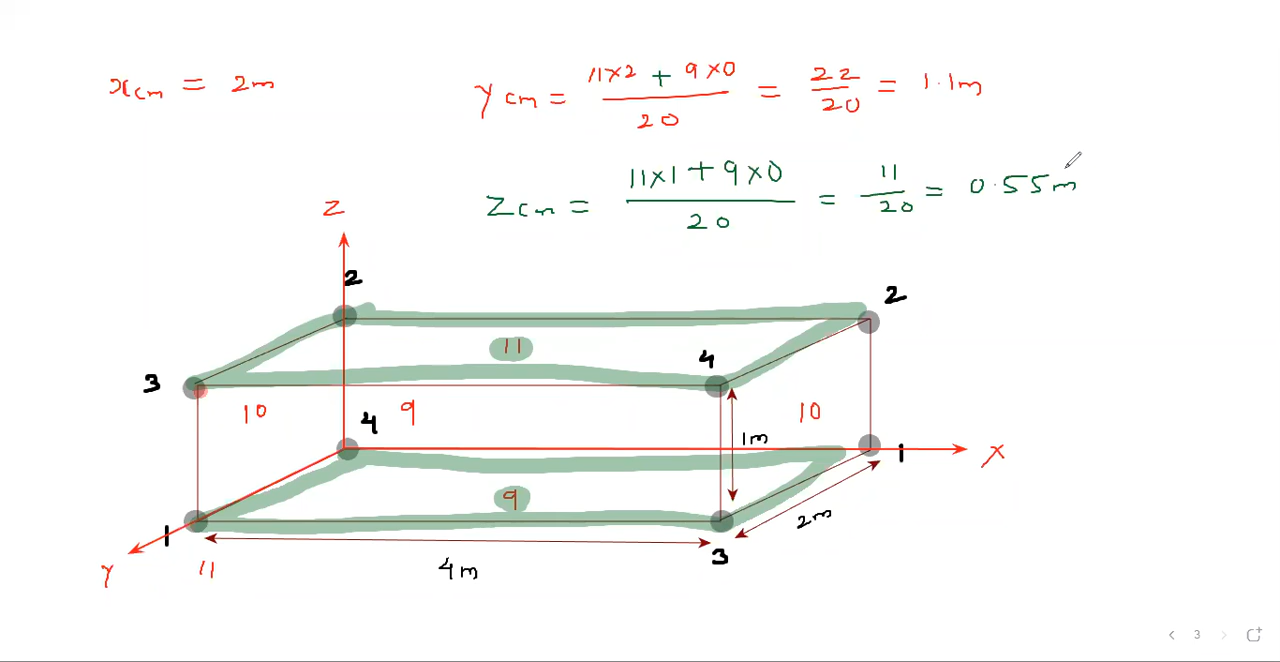 xcm = 2m
Ycm = 11×2 + 9×0 / 20 = 22/20 = 1.1m
Zcm = 11×1 + 9×0 / 20 = 11/20 = 0.55m
Z
2
2
11
4
3
10
9
10
4
1m
X
1
9
2m
1
3
Y
11
4m
3